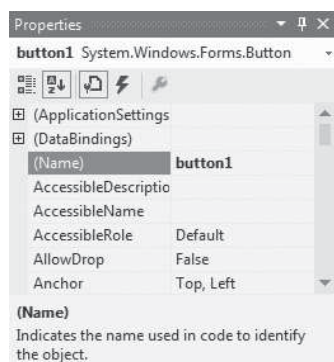 Properties
button1 System.Windows.Forms.Button
(ApplicationSettings
(DataBindings)
(Name) button1
AccessibleDescriptio
AccessibleName
AccessibleRole Default
AllowDrop False
Anchor Top, Left
(Name)
Indicates the name used in code to identify
the object.